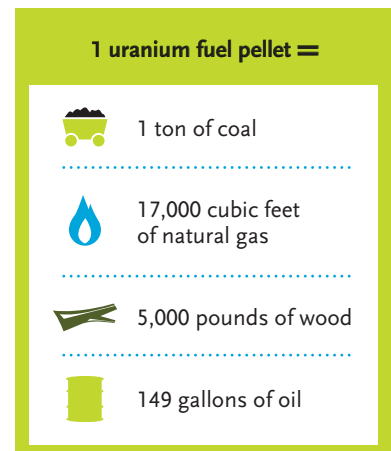 1 uranium fuel pellet =
1 ton of coal
17,000 cubic feet
of natural gas
5,000 pounds of wood
149 gallons of oil